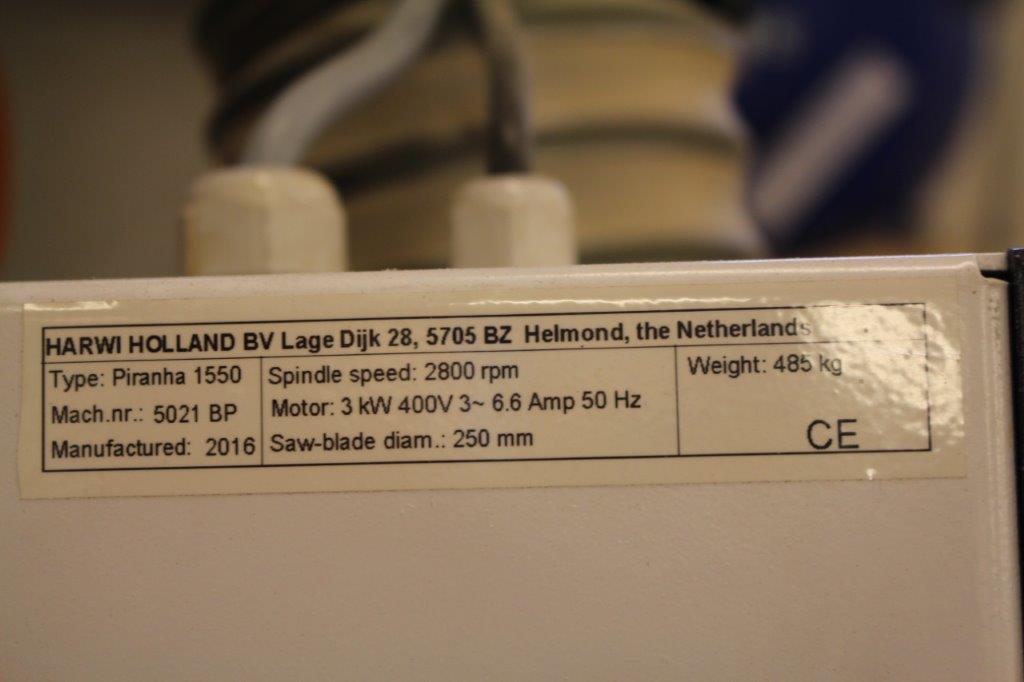 HARWI HOLLAND BV Lage Dijk 28, 5705 BZ Helmond, the Netherlands
Type: Piranha 1550
Mach.nr.: 5021 BP
Manufactured: 2016
Spindle speed: 2800 rpm
Motor: 3 kW 400V 3~ 6.6 Amp 50 Hz
Saw-blade diam.: 250 mm
Weight: 485 kg
CE